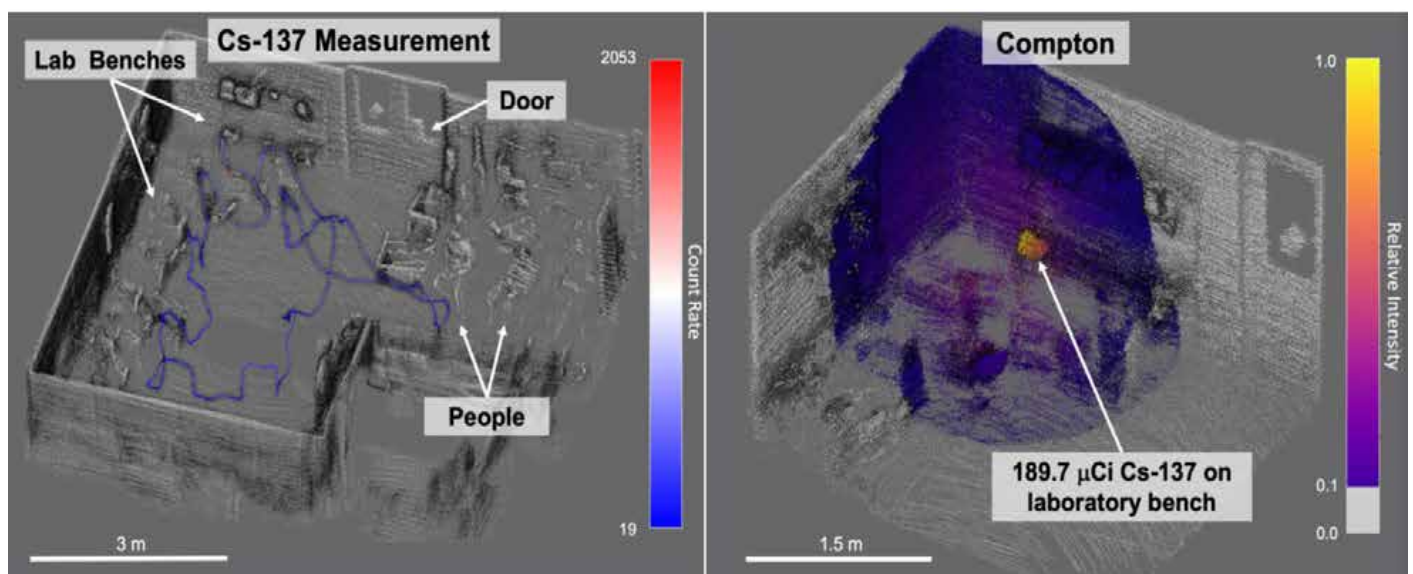 Cs-137 Measurement
Lab Benches
Door
2053
Count Rate
19
People
3 m
Compton
1.0
Relative Intensity
0.1
0.0
189.7 μCi Cs-137 on
laboratory bench
1.5 m